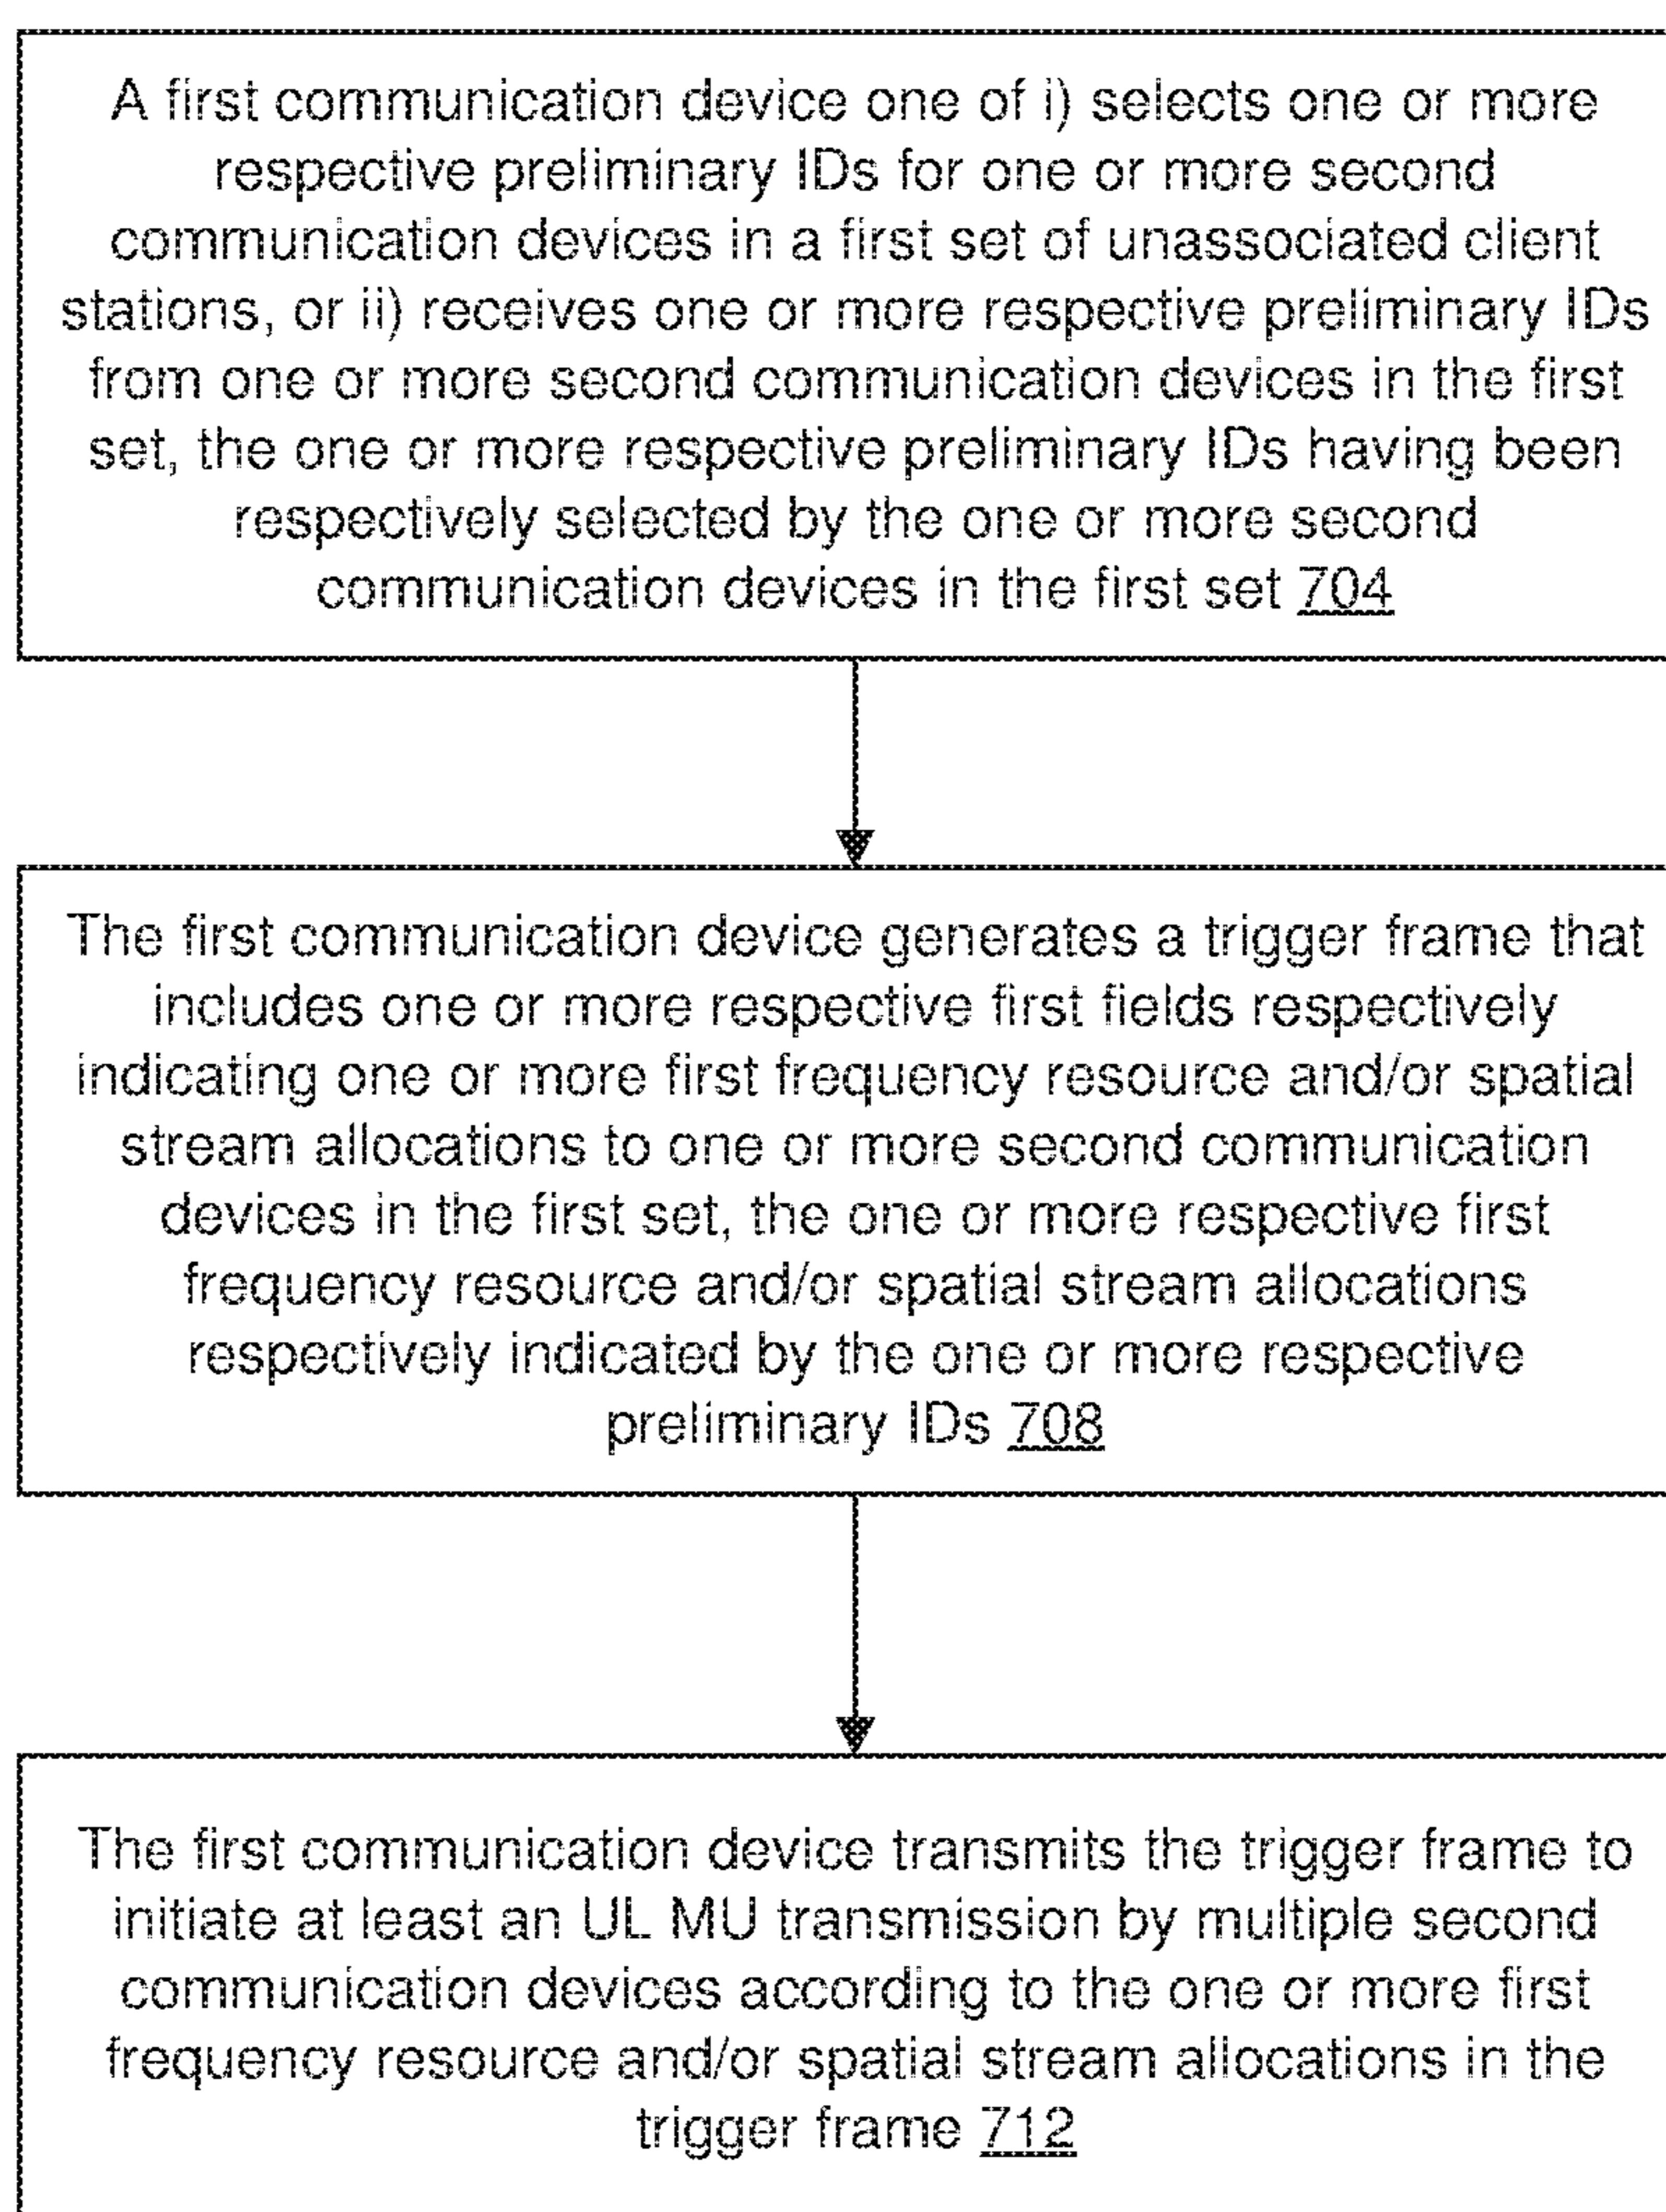 A first communication device one of i) selects one or more
respective preliminary IDs for one or more second
communication devices in a first set of unassociated client
stations, or ii) receives one or more respective preliminary IDs
from one or more second communication devices in the first
set, the one or more respective preliminary IDs having been
respectively selected by the one or more second
communication devices in the first set 704
The first communication device generates a trigger frame that
includes one or more respective first fields respectively
indicating one or more first frequency resource and/or spatial
stream allocations to one or more second communication
devices in the first set, the one or more respective first
frequency resource and/or spatial stream allocations
respectively indicated by the one or more respective
preliminary IDs 708
The first communication device transmits the trigger frame to
initiate at least an UL MU transmission by multiple second
communication devices according to the one or more first
frequency resource and/or spatial stream allocations in the
trigger frame 712